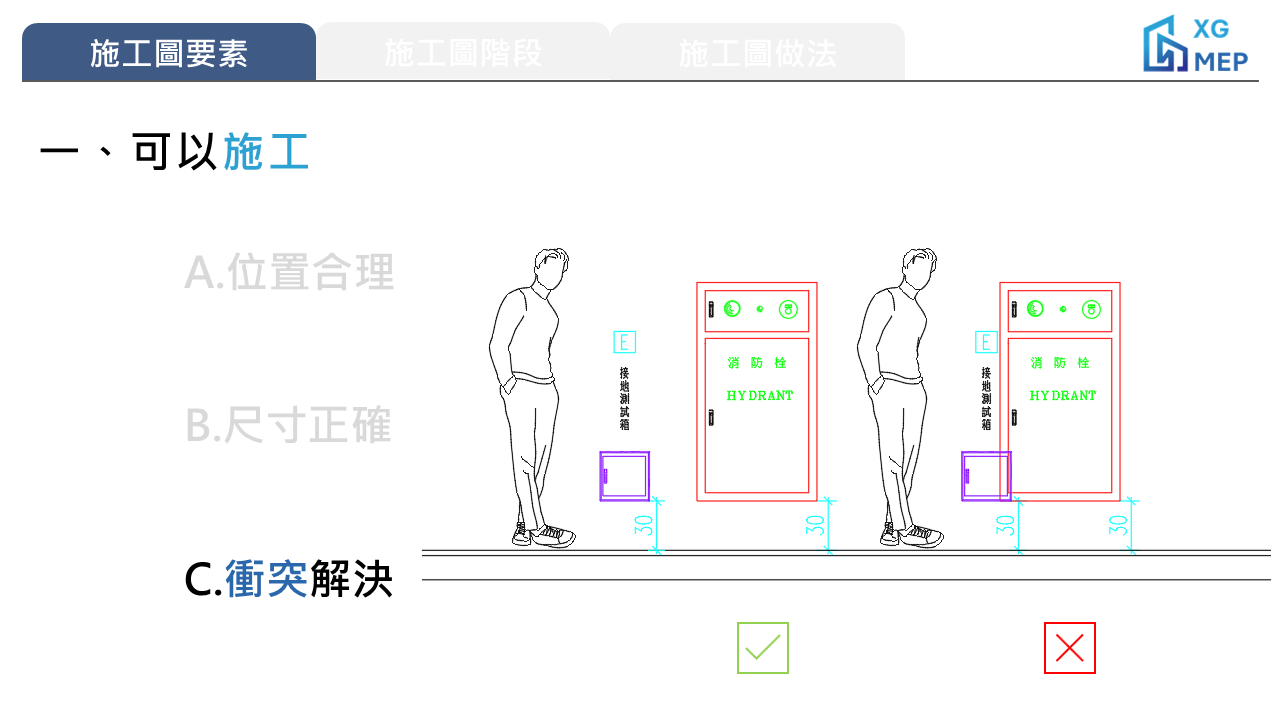 施工圖要素
施工圖階段
施工圖做法
XG
MEP
一、可以施工
A.位置合理
B.尺寸正確
C.衝突解決
E
接地測試箱
30
消防栓
HYDRANT
30
E
接地測試箱
30
消防栓
HYDRANT
30